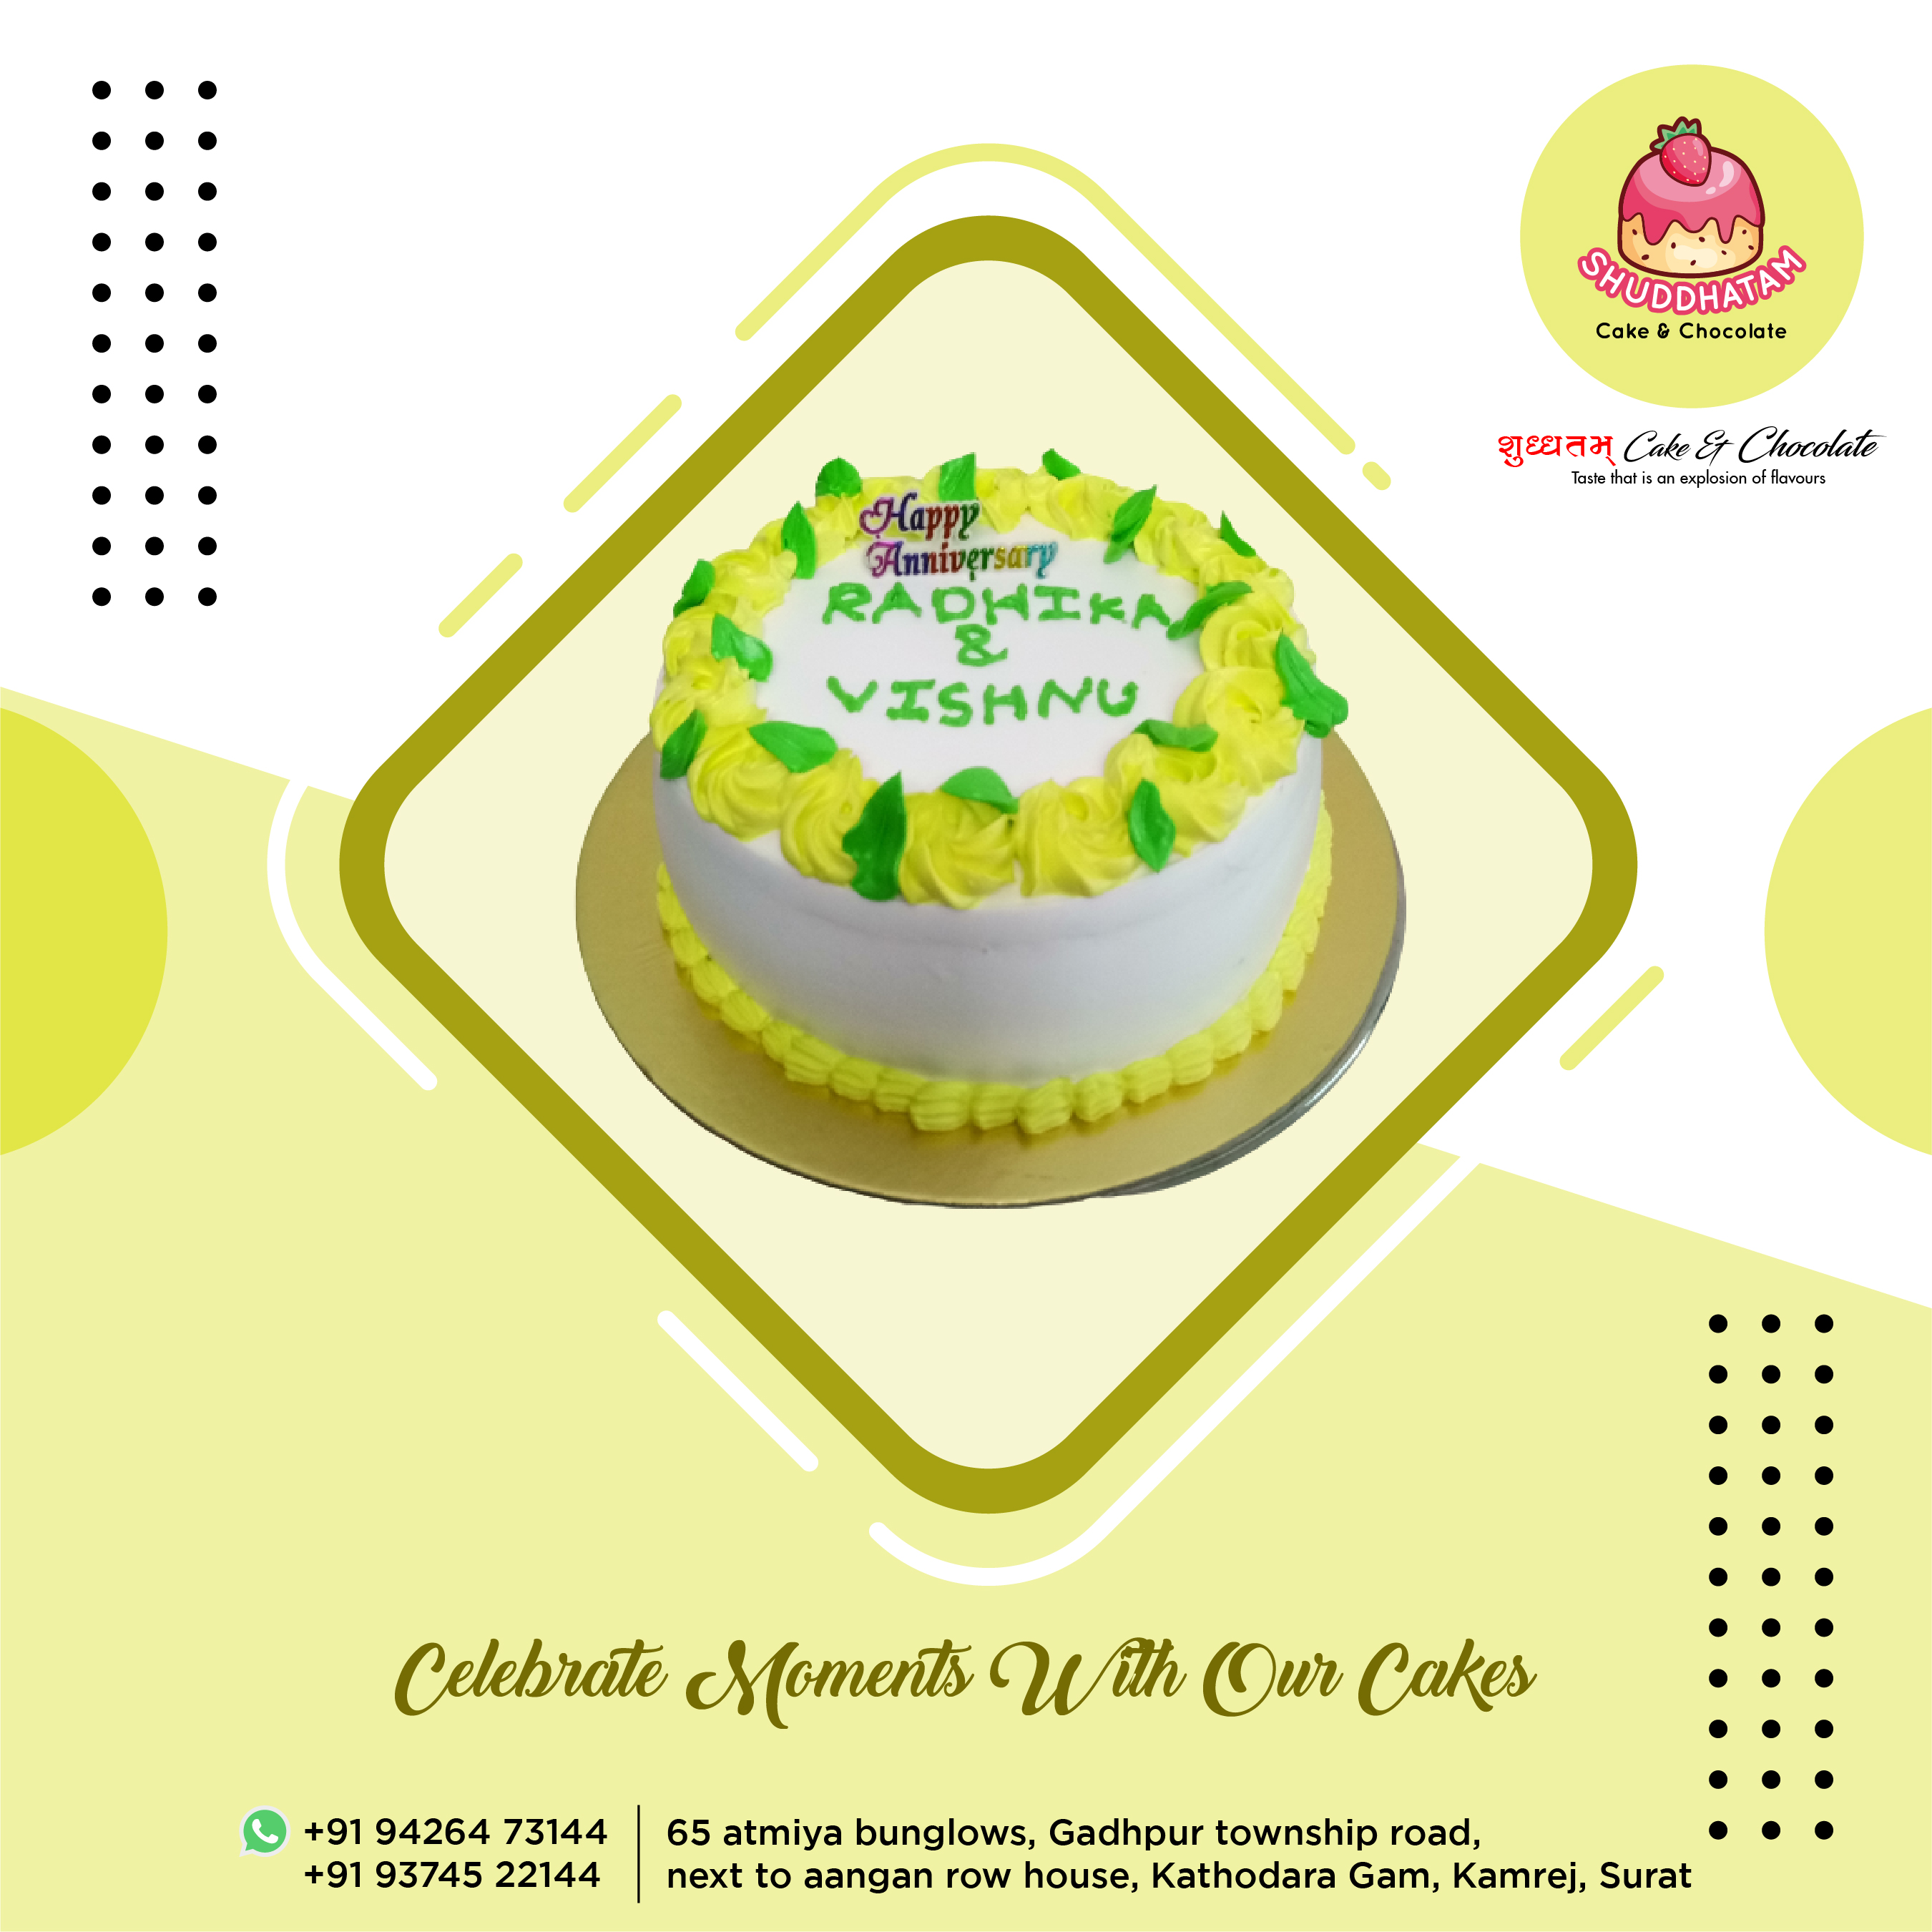 SHUDDHATAM
Cake & Chocolate
शुध्धतम् Cake & Chocolate
Taste that is an explosion of flavours
Happy
Anniversary
RADHIKA
&
VISHNU
Celebrate Moments With Our Cakes
+91 94264 73144
+91 93745 22144
65 atmiya bunglows, Gadhpur township road,
next to aangan row house, Kathodara Gam, Kamrej, Surat